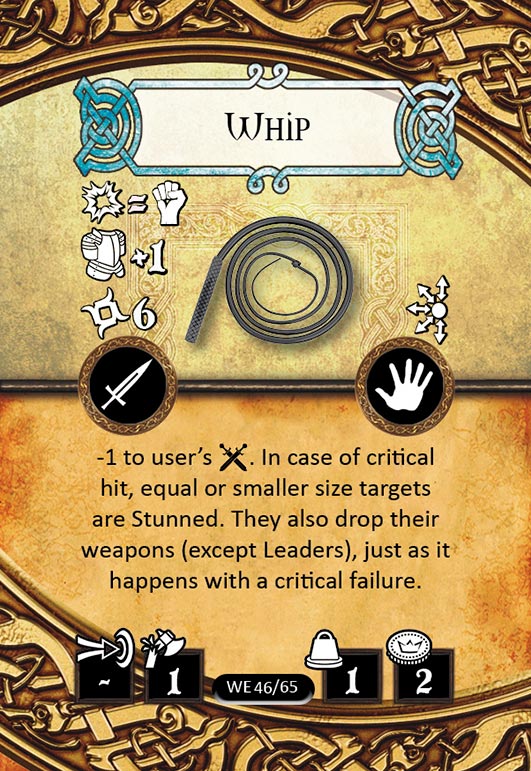 Whip
=
+1
6
-1 to user's . In case of critical
hit, equal or smaller size targets
are Stunned. They also drop their
weapons (except Leaders), just as it
happens with a critical failure.
- 1 WE 46/65 1 2